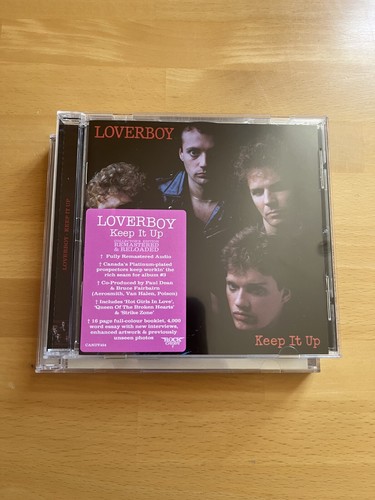 LOVERBOY
LOVERBOY KEEP IT UP
LOVERBOY
Keep It Up
REMASTERED
& RELOADED
↑ Fully Remastered Audio
↑ Canada's Platinum-plated
prospectors keep workin' the
rich seam for album #3
↑ Co-Produced by Paul Dean
& Bruce Fairbairn
(Aerosmith, Van Halen, Poison)
↑ Includes 'Hot Girls In Love',
'Queen Of The Broken Hearts'
& 'Strike Zone'
↑ 16 page full-colour booklet, 4,000
word essay with new interviews,
enhanced artwork & previously
unseen photos
ROCK
CANDY
Keep It Up